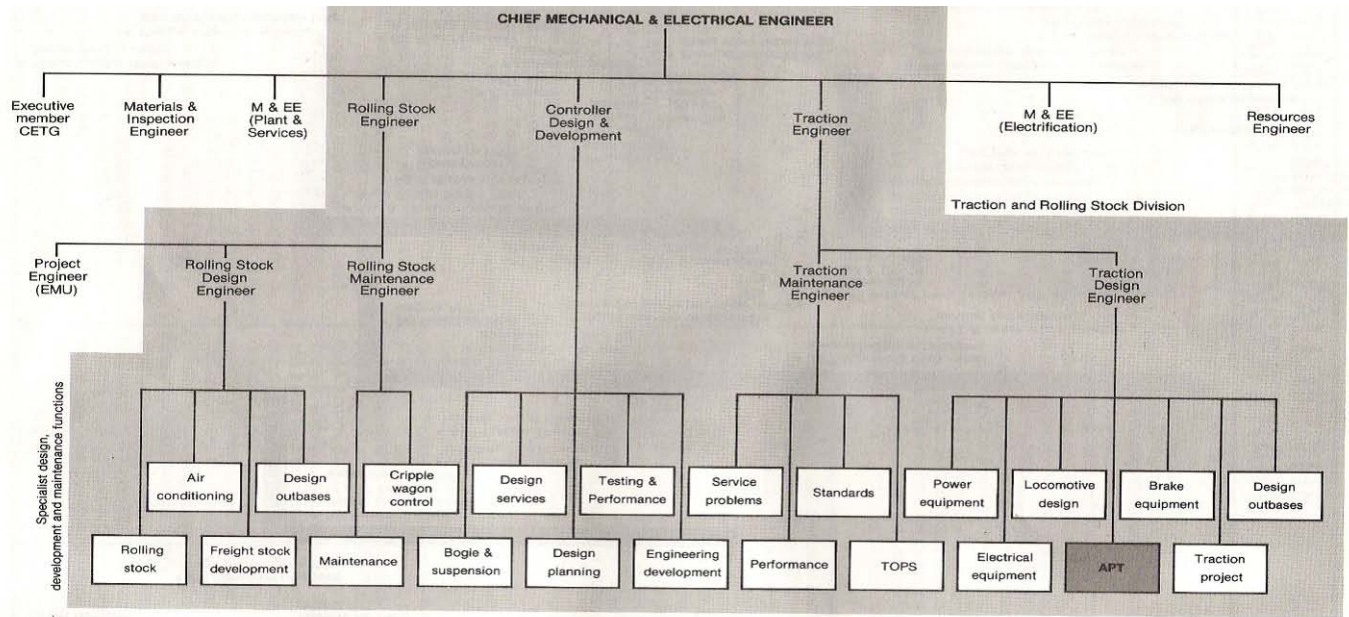 CHIEF MECHANICAL & ELECTRICAL ENGINEER
Executive
member
CETG
Materials &
Inspection
Engineer
M & EE
(Plant &
Services)
Rolling Stock
Engineer
Controller
Design &
Development
Traction
Engineer
M & EE
(Electrification)
Resources
Engineer
Traction and Rolling Stock Division
Project
Engineer
(EMU)
Rolling Stock
Design
Engineer
Rolling Stock
Maintenance
Engineer
Traction
Maintenance
Engineer
Traction
Design
Engineer
Specialist design,
development and maintenance functions
Air
conditioning
Design
outbases
Cripple
wagon
control
Design
services
Testing &
Performance
Service
problems
Standards
Power
equipment
Locomotive
design
Brake
equipment
Design
outbases
Rolling
stock
Freight stock
development
Maintenance
Bogie &
suspension
Design
planning
Engineering
development
Performance
TOPS
Electrical
equipment
APT
Traction
project